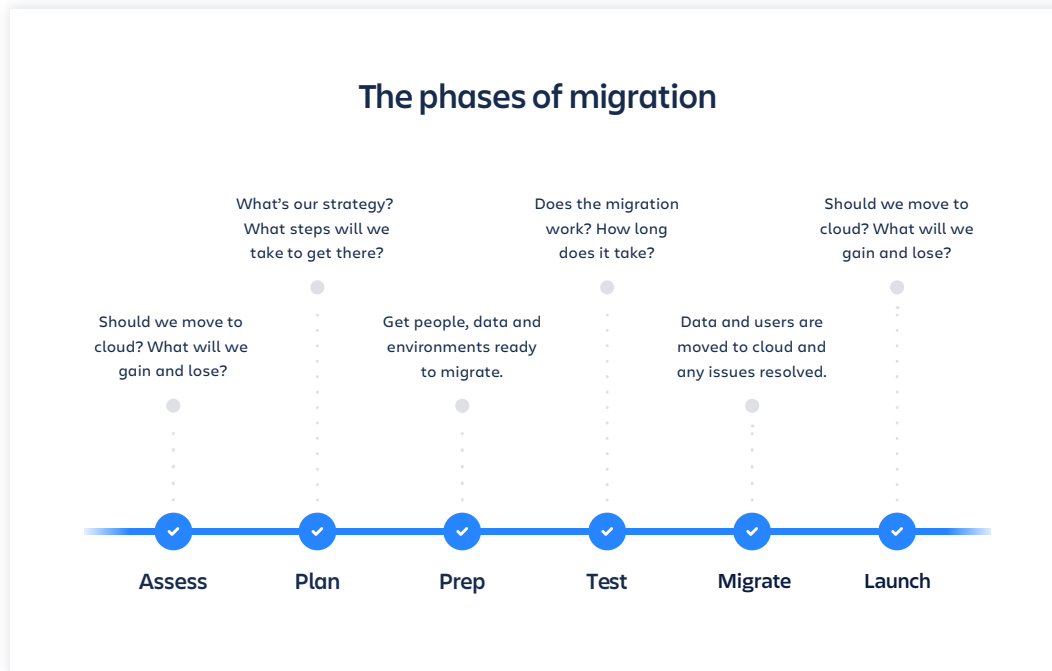 The phases of migration
What's our strategy?
What steps will we
take to get there?
Does the migration
work? How long
does it take?
Should we move to
cloud? What will we
gain and lose?
Should we move to
cloud? What will we
gain and lose?
Get people, data and
environments ready
to migrate.
Data and users are
moved to cloud and
any issues resolved.
Assess
Plan
Prep
Test
Migrate
Launch